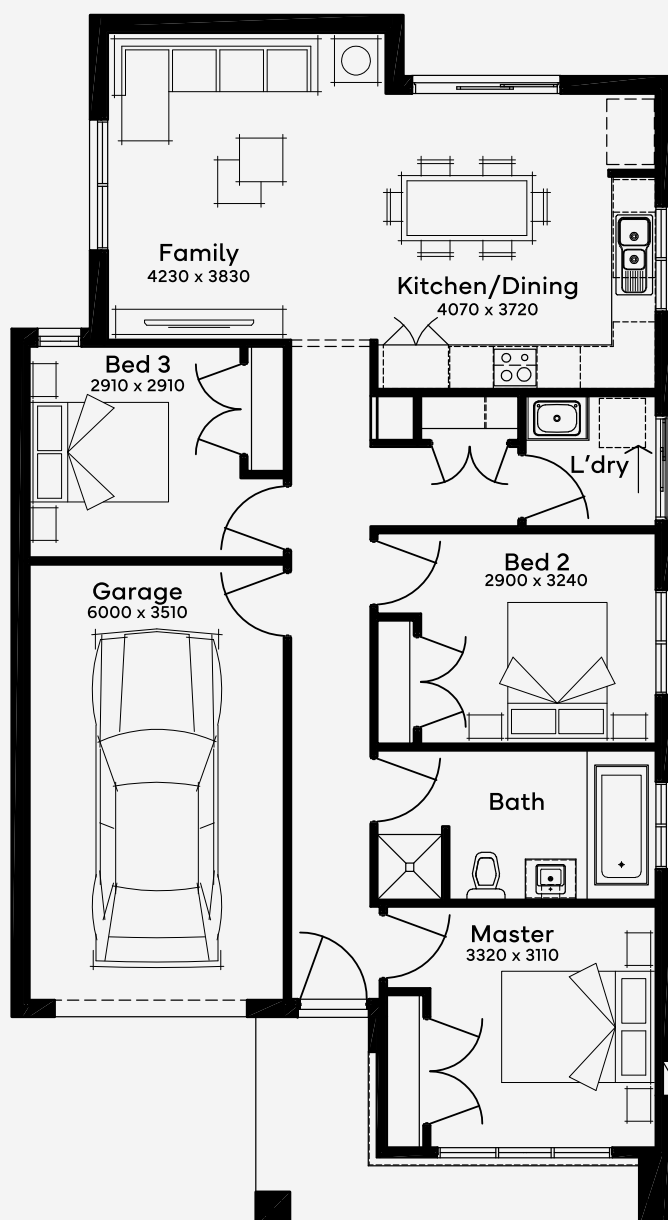 Family
4230 x 3830
Kitchen/Dining
4070 x 3720
Bed 3
2910 x 2910
L’dry
Bed 2
2900 x 3240
Garage
6000 x 3510
Bath
Master
3320 x 3110